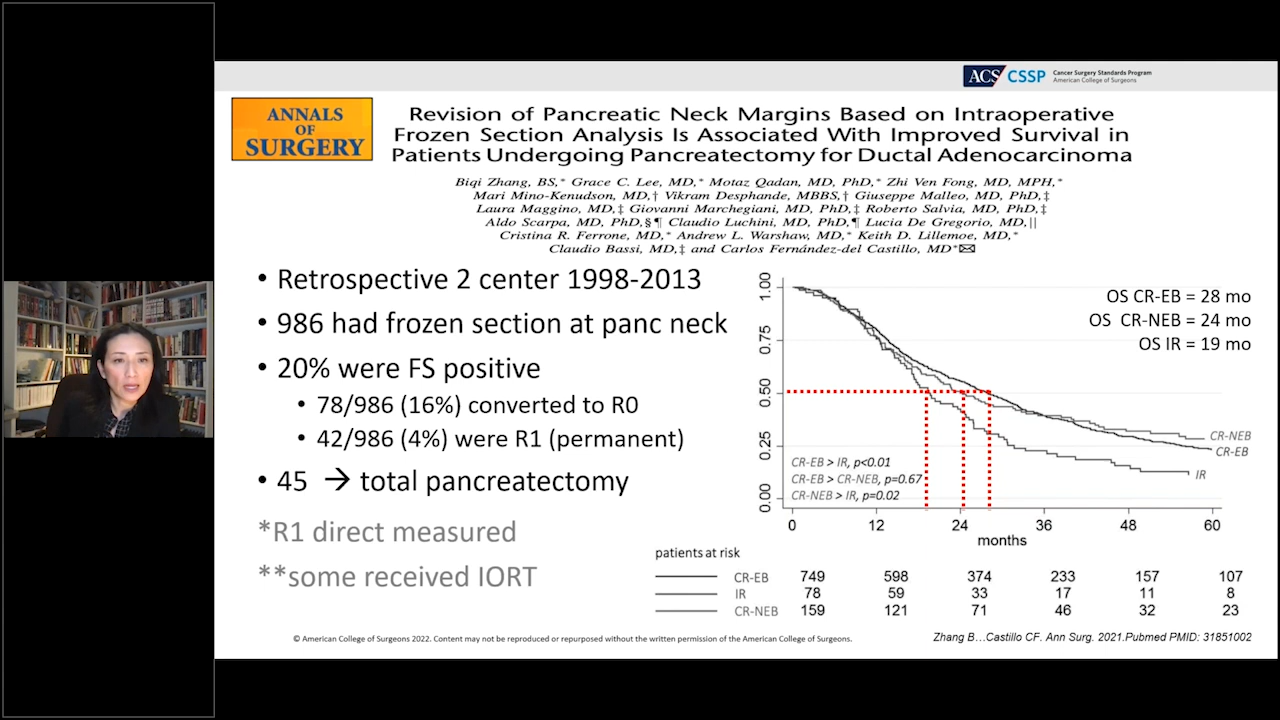 ACS CSSP Cancer Surgery Standards Program
American College of Surgeons
ANNALS
OF
SURGERY
Revision of Pancreatic Neck Margins Based on Intraoperative
Frozen Section Analysis Is Associated With Improved Survival in
Patients Undergoing Pancreatectomy for Ductal Adenocarcinoma
Biqi Zhang, BS,* Grace C. Lee, MD,* Motaz Qadan, MD, PhD,* Zhi Ven Fong, MD, MPH,*
Mari Mino-Kenudson, MD,† Vikram Desphande, MBBS,† Giuseppe Malleo, MD, PhD,‡
Laura Maggino, MD,‡ Giovanni Marchegiani, MD, PhD,‡ Roberto Salvia, MD, PhD,‡
Aldo Scarpa, MD, PhD,§¶ Claudio Luchini, MD, PhD,¶ Lucia De Gregorio, MD,||
Cristina R. Ferrone, MD,* Andrew L. Warshaw, MD,* Keith D. Lillemoe, MD,*
Claudio Bassi, MD,‡ and Carlos Fernández-del Castillo, MD*✉
• Retrospective 2 center 1998-2013
• 986 had frozen section at panc neck
• 20% were FS positive
• 78/986 (16%) converted to R0
• 42/986 (4%) were R1 (permanent)
• 45 → total pancreatectomy
*R1 direct measured
**some received IORT
OS CR-EB = 28 mo
OS CR-NEB = 24 mo
OS IR = 19 mo
1.00
0.75
0.50
0.25
0.00
CR-NEB
CR-EB
IR
CR-EB > IR, p<0.01
CR-EB > CR-NEB, p=0.67
CR-NEB > IR, p=0.02
0 12 24 36 48 60
months
patients at risk
CR-EB 749 598 374 233 157 107
IR 78 59 33 17 11 8
CR-NEB 159 121 71 46 32 23
© American College of Surgeons 2022. Content may not be reproduced or repurposed without the written permission of the American College of Surgeons.
Zhang B…Castillo CF. Ann Surg. 2021.Pubmed PMID: 31851002